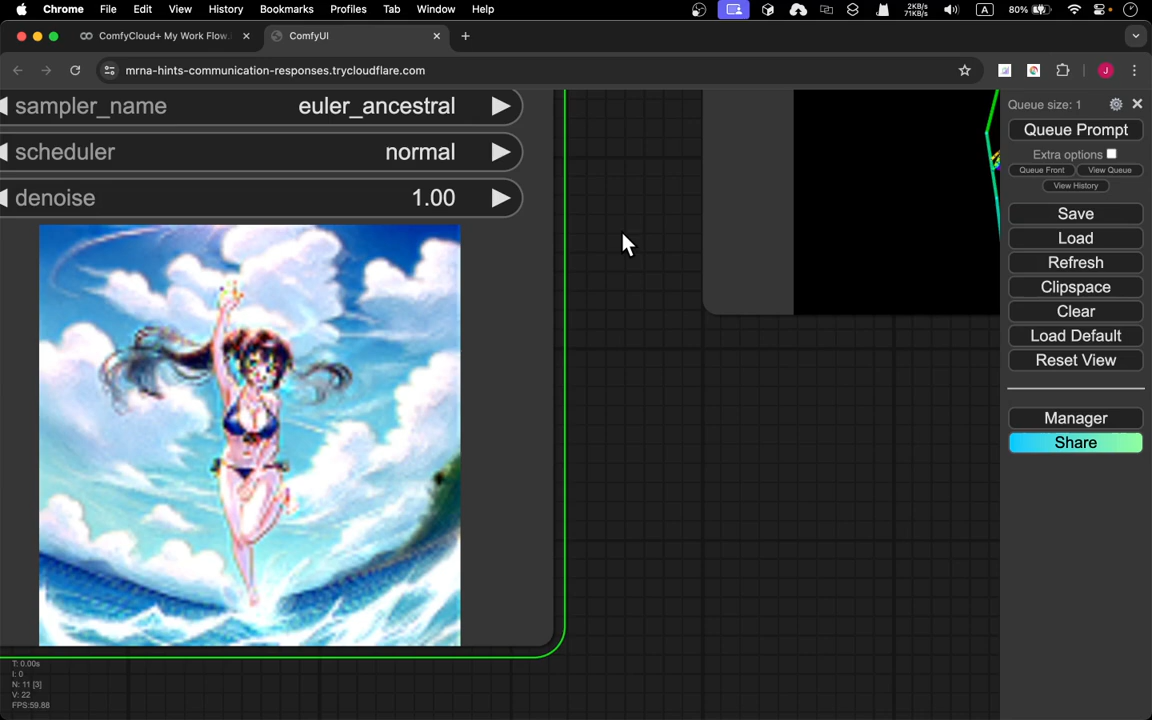 Chrome File Edit View History Bookmarks Profiles Tab Window Help 2KB/s 71KB/s A 80%
ComfyCloud+ My Work Flow. ComfyUI
mrna-hints-communication-responses.trycloudflare.com J
sampler_name euler_ancestral
scheduler normal
denoise 1.00
Queue size: 1
Queue Prompt
Extra options
Queue Front View Queue
View History
Save
Load
Refresh
Clipspace
Clear
Load Default
Reset View
Manager
Share
T: 0.00s
I: 0
N: 11 [3]
V: 22
FPS:59.88